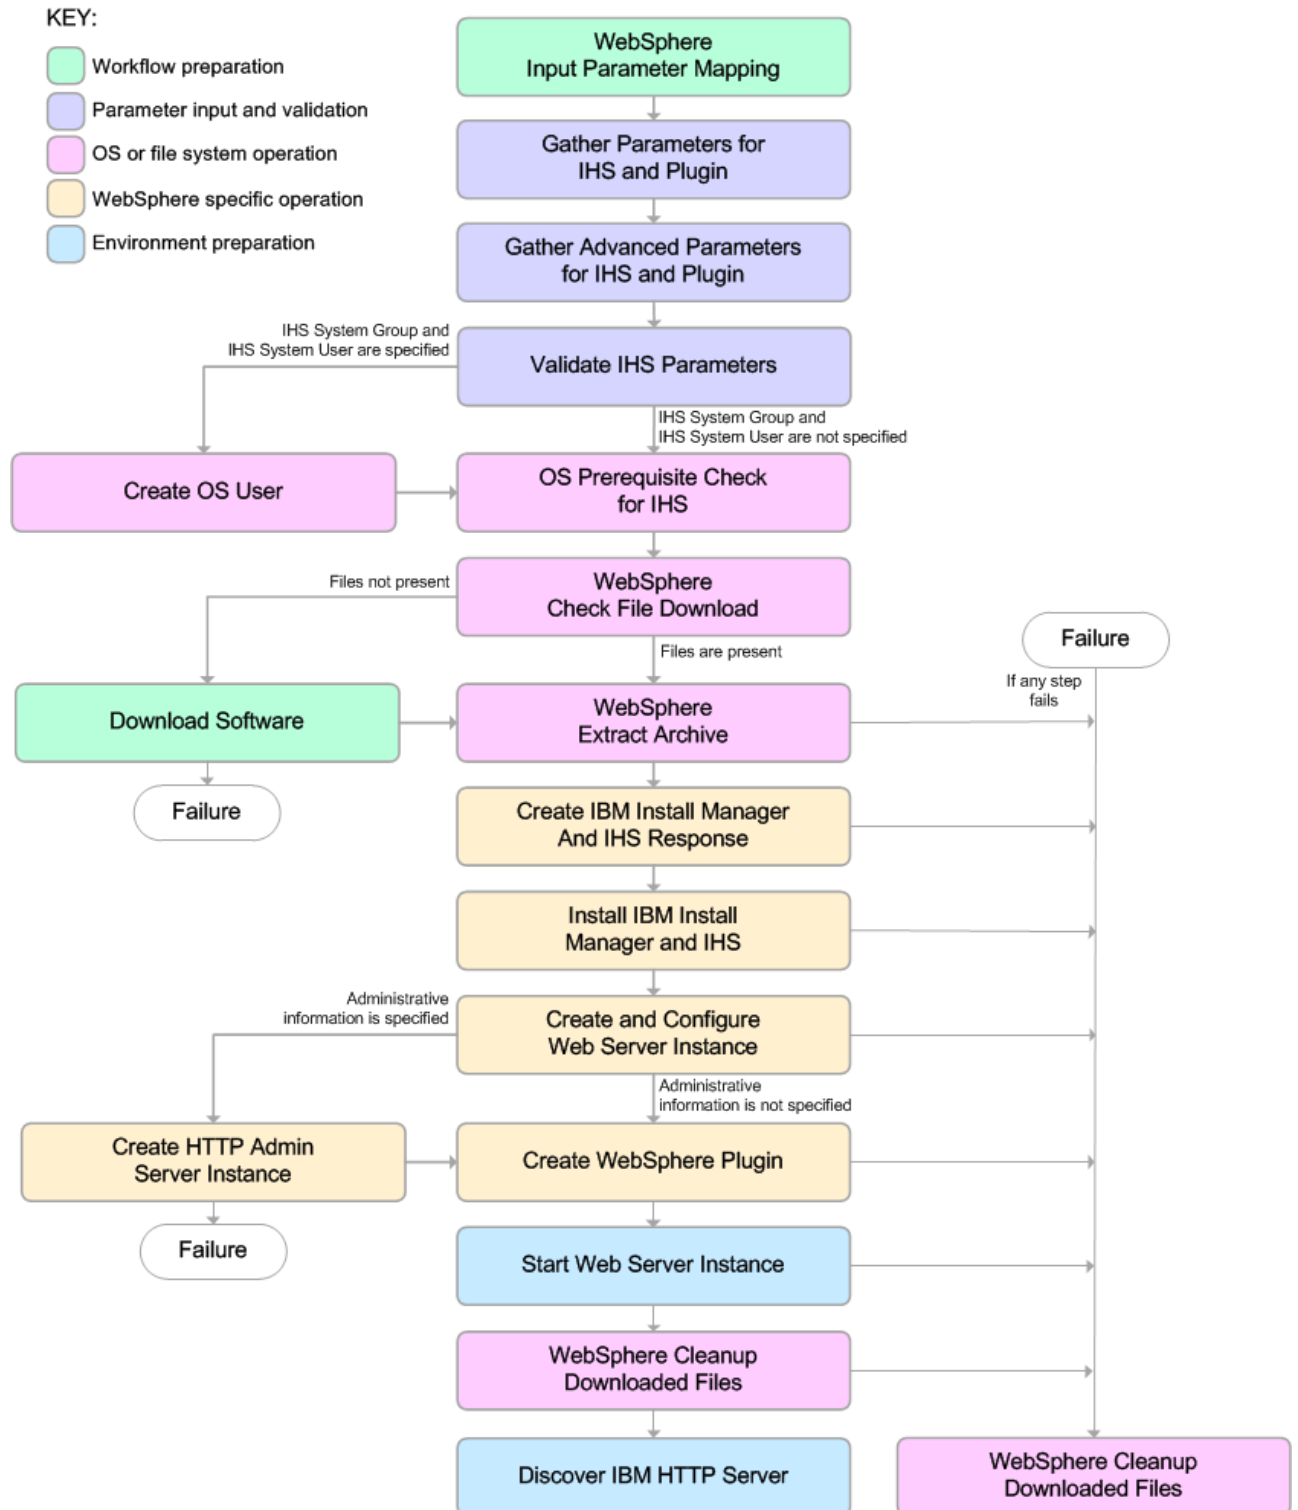 KEY:
Workflow preparation
Parameter input and validation
OS or file system operation
WebSphere specific operation
Environment preparation
WebSphere
Input Parameter Mapping
Gather Parameters for
IHS and Plugin
Gather Advanced Parameters
for IHS and Plugin
IHS System Group and
IHS System User are specified
Validate IHS Parameters
IHS System Group and
IHS System User are not specified
Create OS User
OS Prerequisite Check
for IHS
Files not present
WebSphere
Check File Download
Files are present
Failure
If any step
fails
Download Software
WebSphere
Extract Archive
Failure
Create IBM Install Manager
And IHS Response
Install IBM Install
Manager and IHS
Administrative
information is specified
Create and Configure
Web Server Instance
Administrative
information is not specified
Create HTTP Admin
Server Instance
Create WebSphere Plugin
Failure
Start Web Server Instance
WebSphere Cleanup
Downloaded Files
Discover IBM HTTP Server
WebSphere Cleanup
Downloaded Files